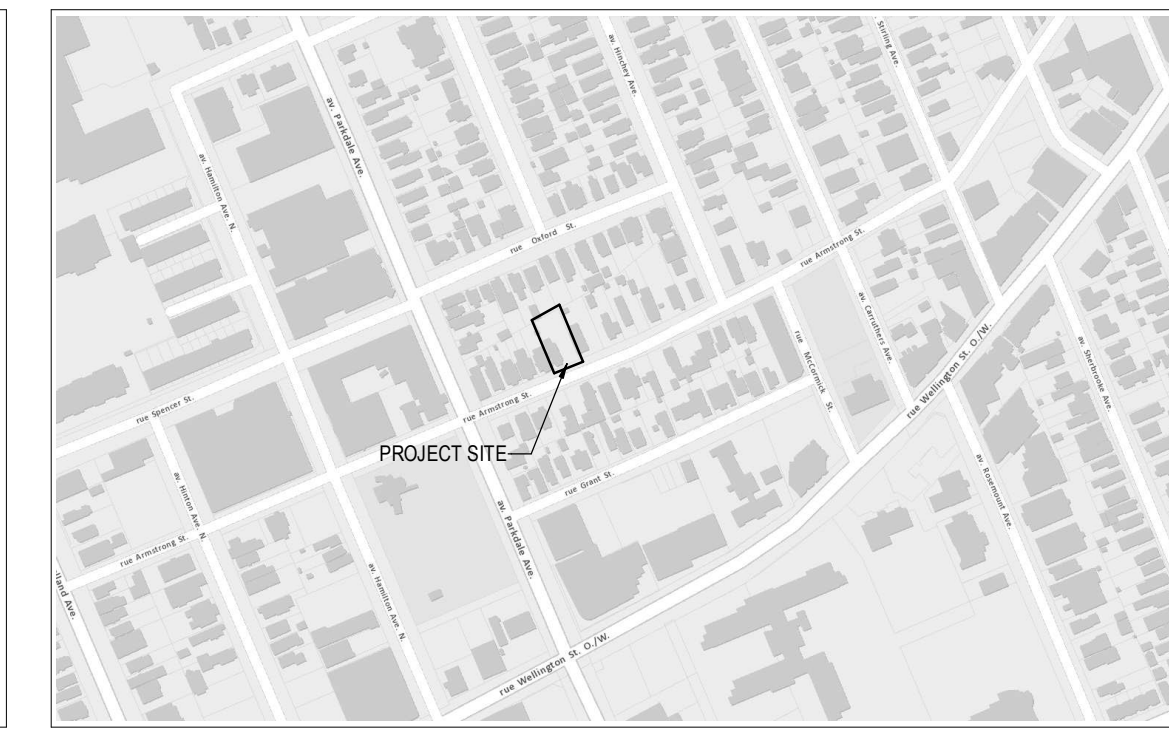 av. Hinchey Ave.
Stirling Ave.
av. Parkdale Ave.
av. Hamilton Ave. N.
rue Oxford St.
rue Armstrong St.
av. Carruthers Ave.
rue McCormick St.
rue Wellington St. O./W.
av. Sherbrooke Ave.
rue Spencer St.
rue Armstrong St.
PROJECT SITE
av. Rosemount Ave.
rue Grant St.
av. Hinton Ave. N.
av. Parkdale Ave.
rue Armstrong St.
av. Hamilton Ave. N.
lland Ave.
rue Wellington St. O./W.